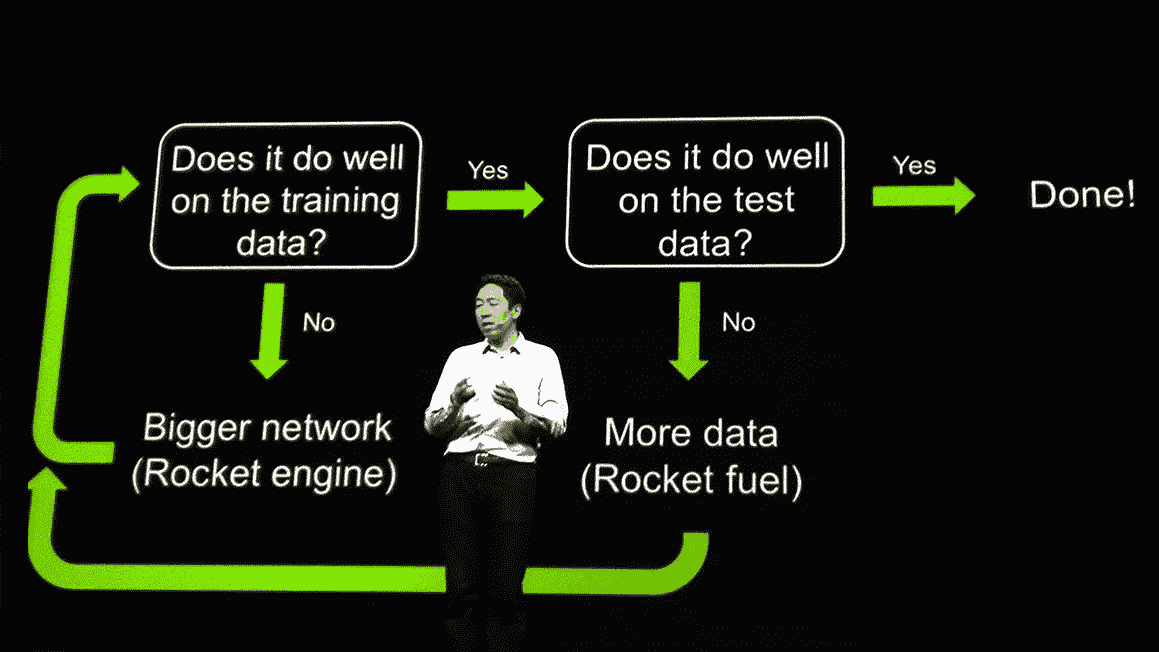 Does it do well
on the training
data?
Yes
Does it do well
on the test
data?
Yes
Done!
No
No
Bigger network
(Rocket engine)
More data
(Rocket fuel)